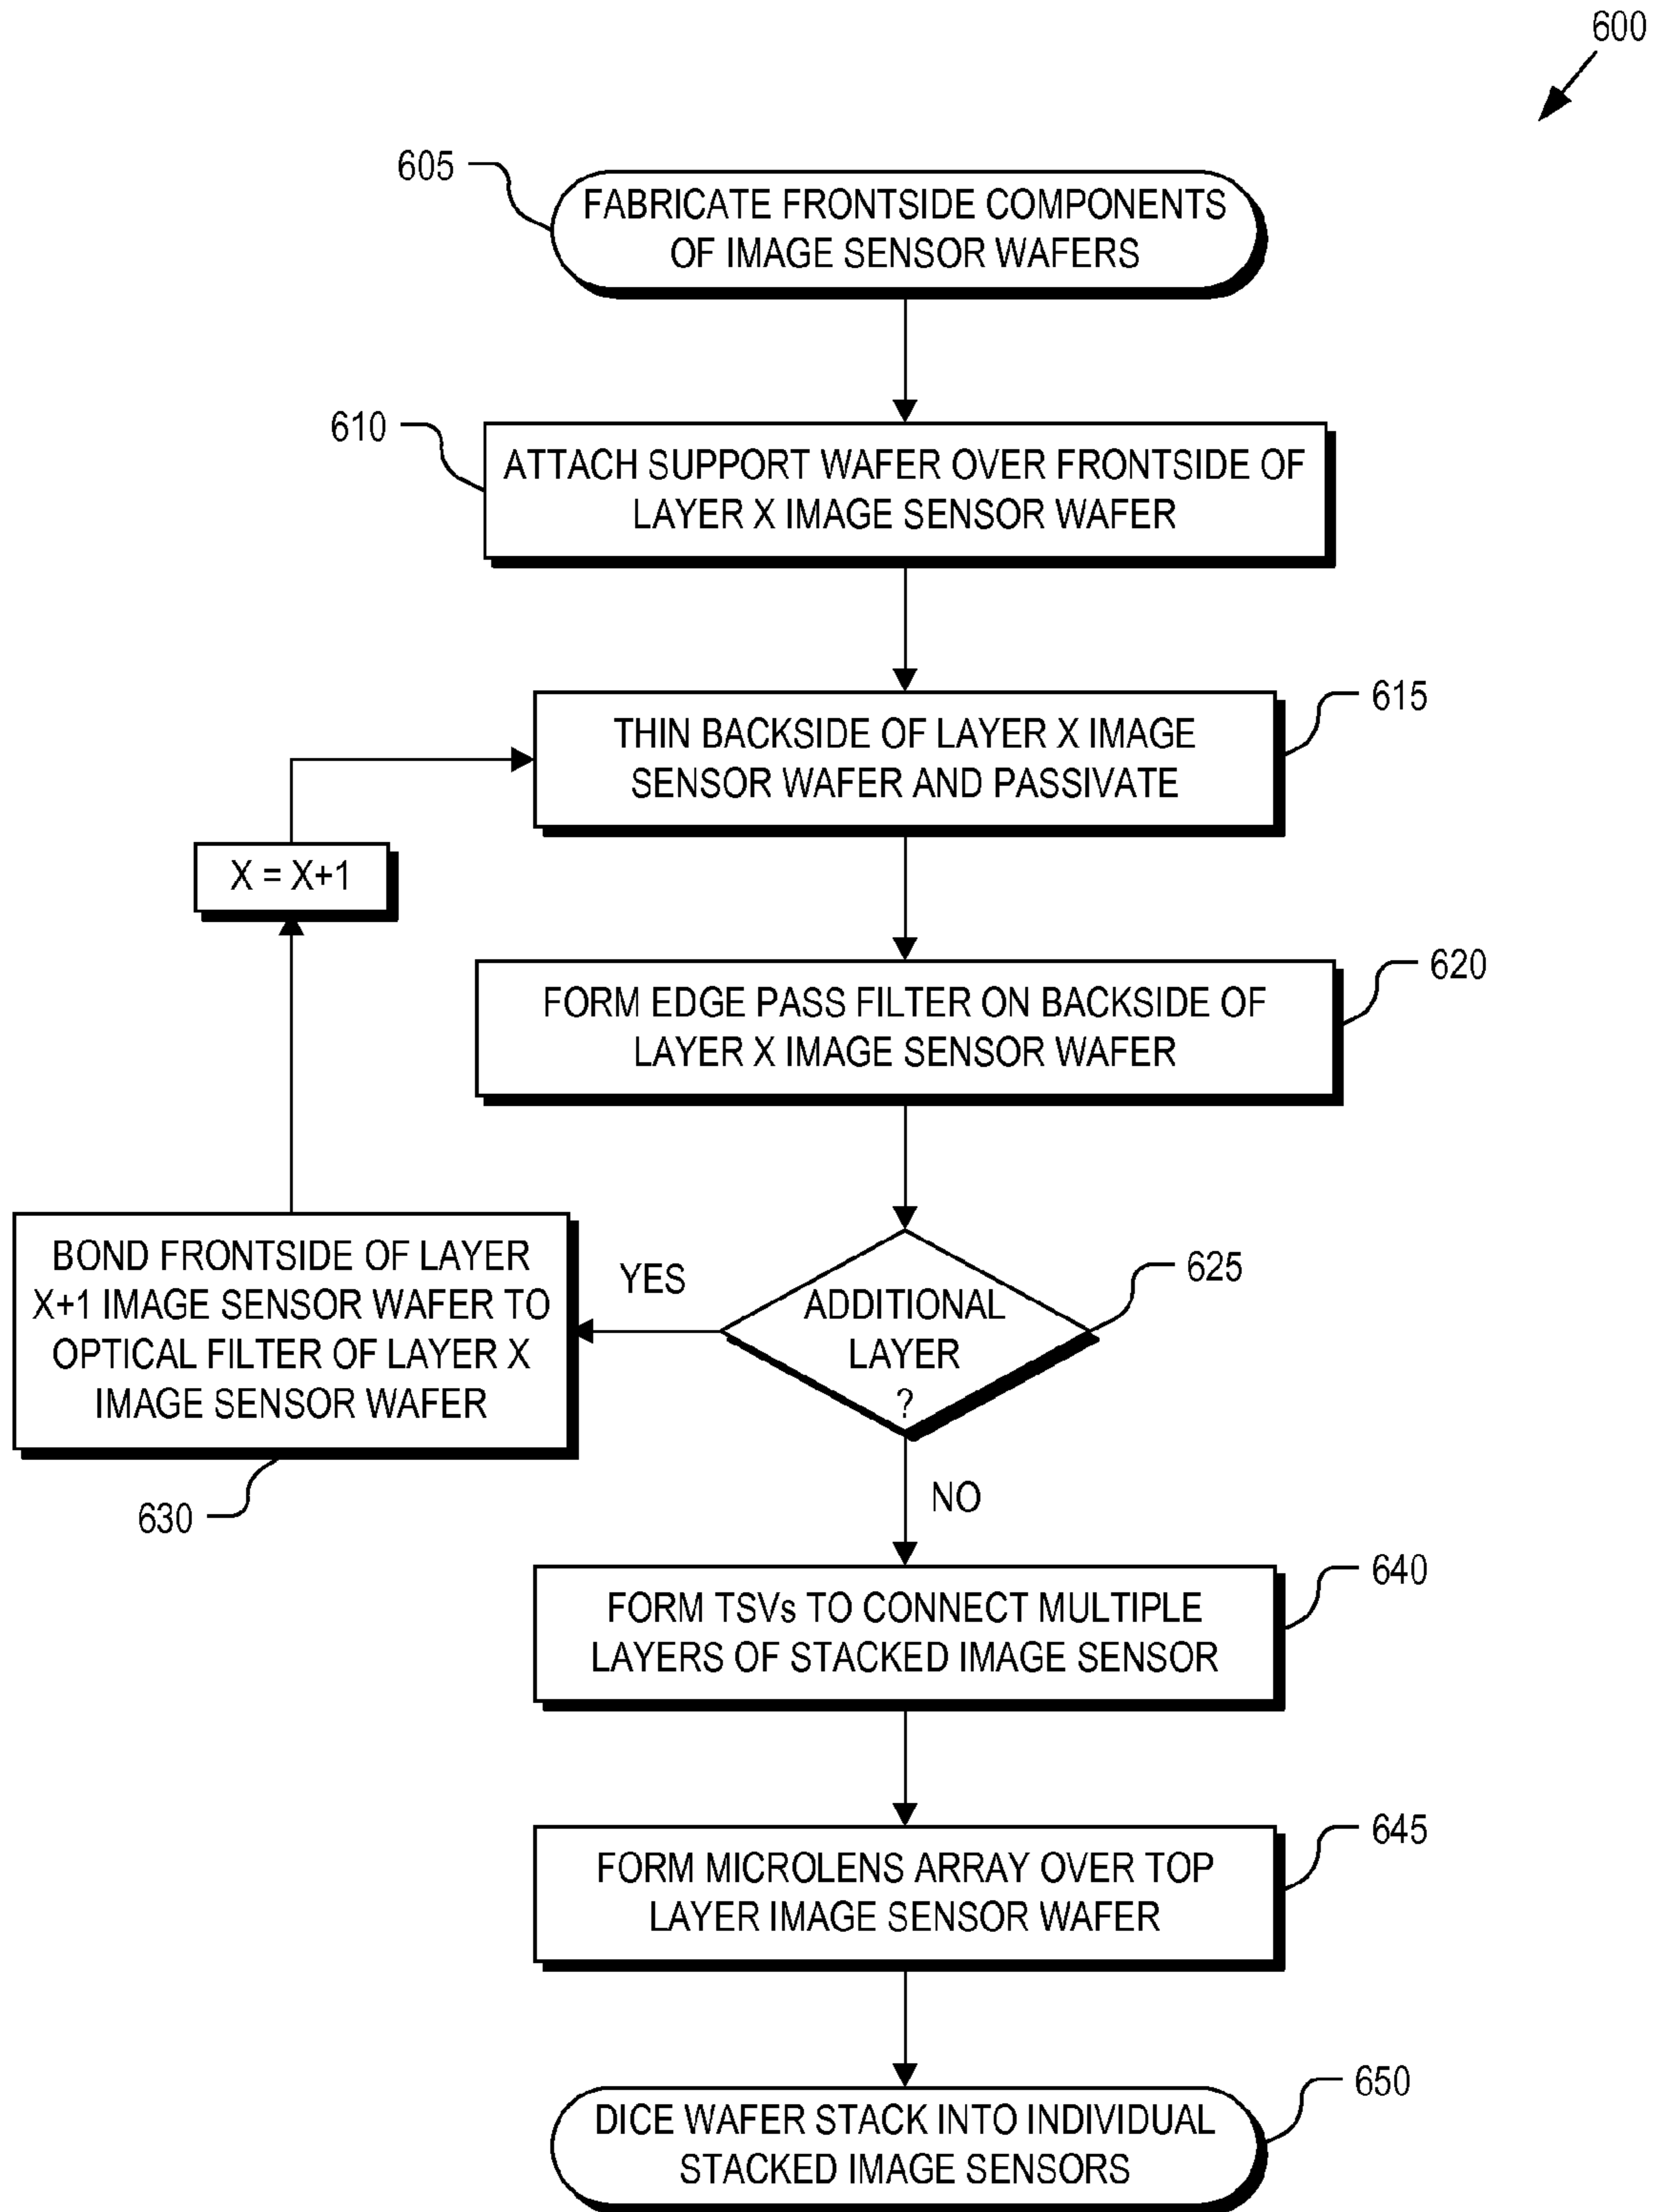 600
605
FABRICATE FRONTSIDE COMPONENTS
OF IMAGE SENSOR WAFERS
610
ATTACH SUPPORT WAFER OVER FRONTSIDE OF
LAYER X IMAGE SENSOR WAFER
615
THIN BACKSIDE OF LAYER X IMAGE
SENSOR WAFER AND PASSIVATE
X = X+1
620
FORM EDGE PASS FILTER ON BACKSIDE OF
LAYER X IMAGE SENSOR WAFER
625
ADDITIONAL
LAYER
?
YES
BOND FRONTSIDE OF LAYER
X+1 IMAGE SENSOR WAFER TO
OPTICAL FILTER OF LAYER X
IMAGE SENSOR WAFER
630
NO
640
FORM TSVs TO CONNECT MULTIPLE
LAYERS OF STACKED IMAGE SENSOR
645
FORM MICROLENS ARRAY OVER TOP
LAYER IMAGE SENSOR WAFER
650
DICE WAFER STACK INTO INDIVIDUAL
STACKED IMAGE SENSORS